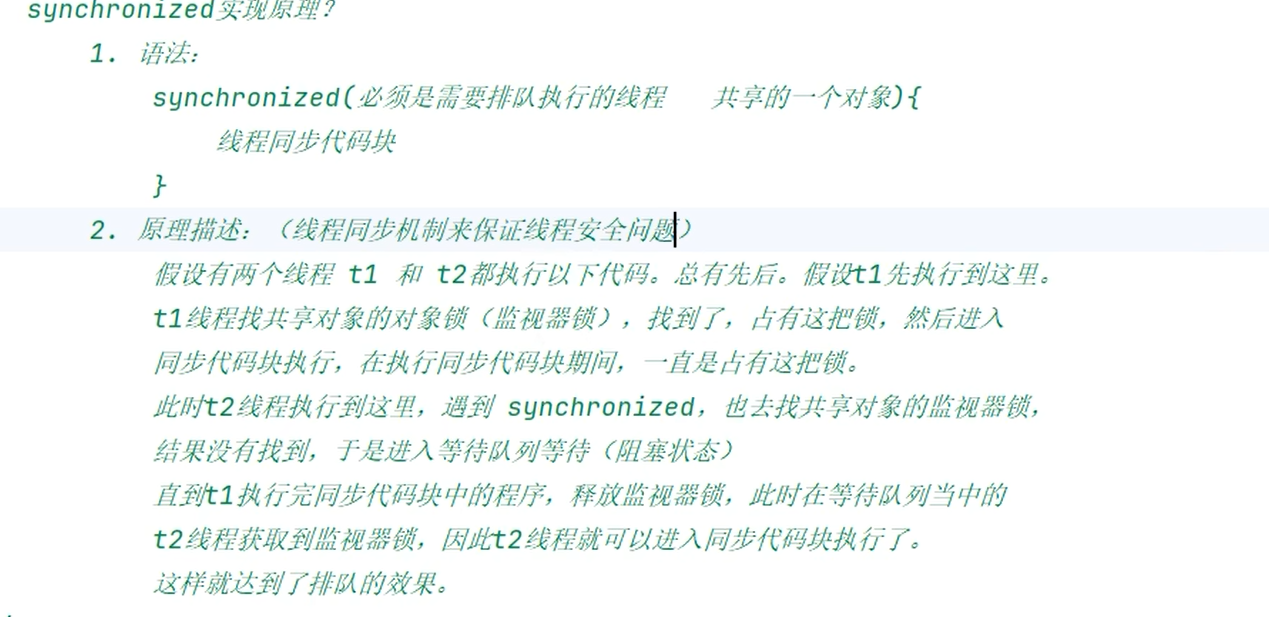 synchronized实现原理?
1. 语法:
synchronized(必须是需要排队执行的线程 共享的一个对象){
线程同步代码块
}
2. 原理描述:（线程同步机制来保证线程安全问题）
假设有两个线程 t1 和 t2都执行以下代码。总有先后。假设t1先执行到这里。
t1线程找共享对象的对象锁（监视器锁），找到了，占有这把锁，然后进入
同步代码块执行，在执行同步代码块期间，一直是占有这把锁。
此时t2线程执行到这里，遇到 synchronized，也去找共享对象的监视器锁，
结果没有找到，于是进入等待队列等待（阻塞状态）
直到t1执行完同步代码块中的程序，释放监视器锁，此时在等待队列当中的
t2线程获取到监视器锁，因此t2线程就可以进入同步代码块执行了。
这样就达到了排队的效果。